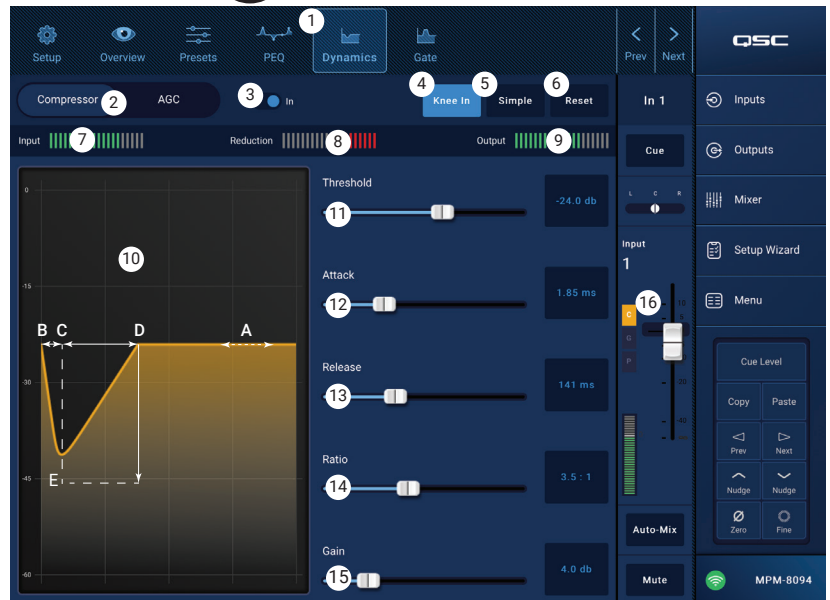 1
Setup
Overview
Presets
PEQ
Dynamics
Gate
Prev
Next
QSC
Compressor
2
AGC
3
In
4
Knee In
5
Simple
6
Reset
In 1
Inputs
Input
7
Reduction
8
Output
9
Cue
Outputs
0
-15
-30
-45
-60
10
B
C
D
A
E
Threshold
11
-24.0 db
Attack
12
1.85 ms
Release
13
141 ms
Ratio
14
3.5 : 1
Gain
15
4.0 db
L
C
R
Input
1
16
10
5
C
G
P
-20
-40
Auto-Mix
Mute
Mixer
Setup Wizard
Menu
Cue Level
Copy
Paste
Prev
Next
Nudge
Nudge
Zero
Fine
MPM-8094